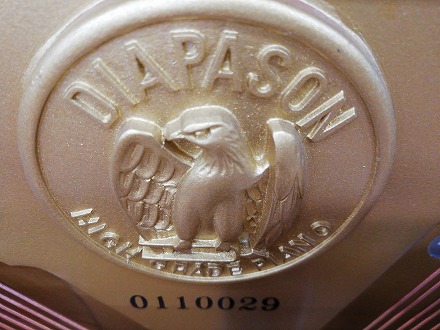 DIAPASON
HIGH GRADE PIANO
0110029